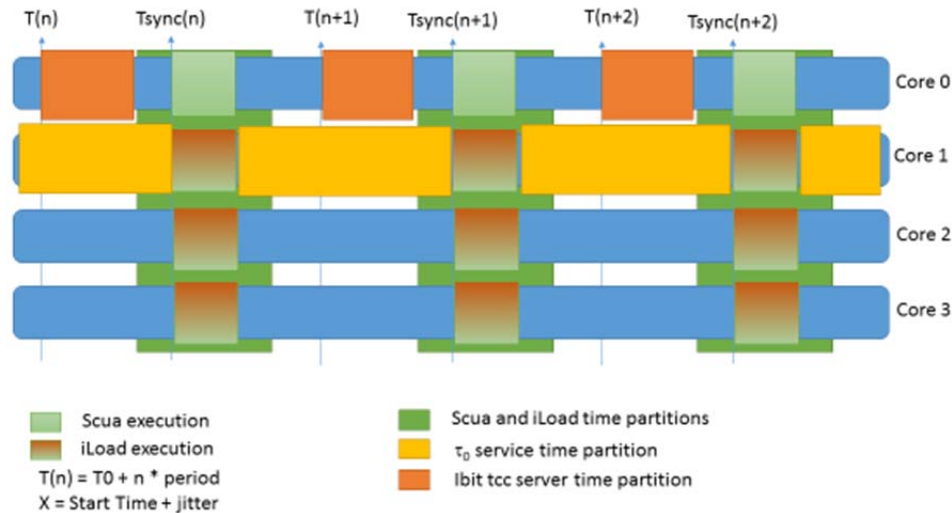 T(n) Tsync(n) T(n+1) Tsync(n+1) T(n+2) Tsync(n+2)
Core 0
Core 1
Core 2
Core 3
Scua execution
iLoad execution
T(n) = T0 + n * period
X = Start Time + jitter
Scua and iLoad time partitions
τ₀ service time partition
Ibit tcc server time partition